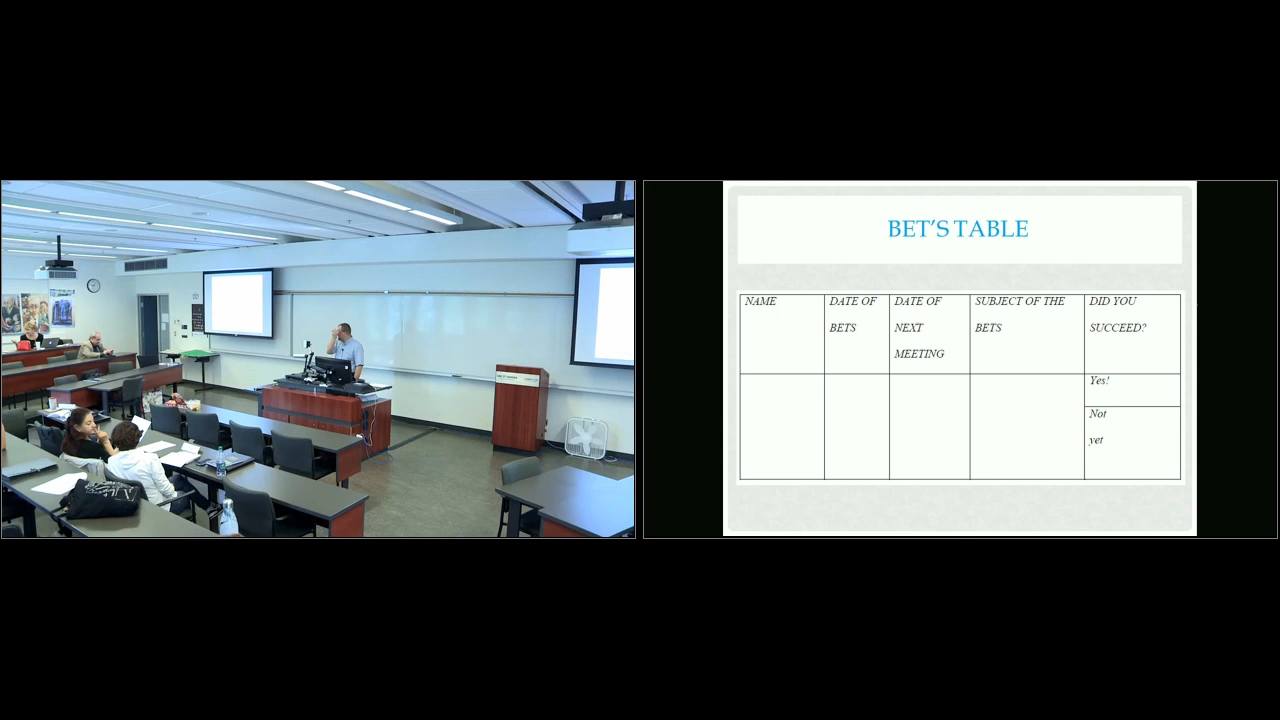 BET'S TABLE
NAME
DATE OF
BETS
DATE OF
NEXT
MEETING
SUBJECT OF THE
BETS
DID YOU
SUCCEED?
Yes!
Not
yet